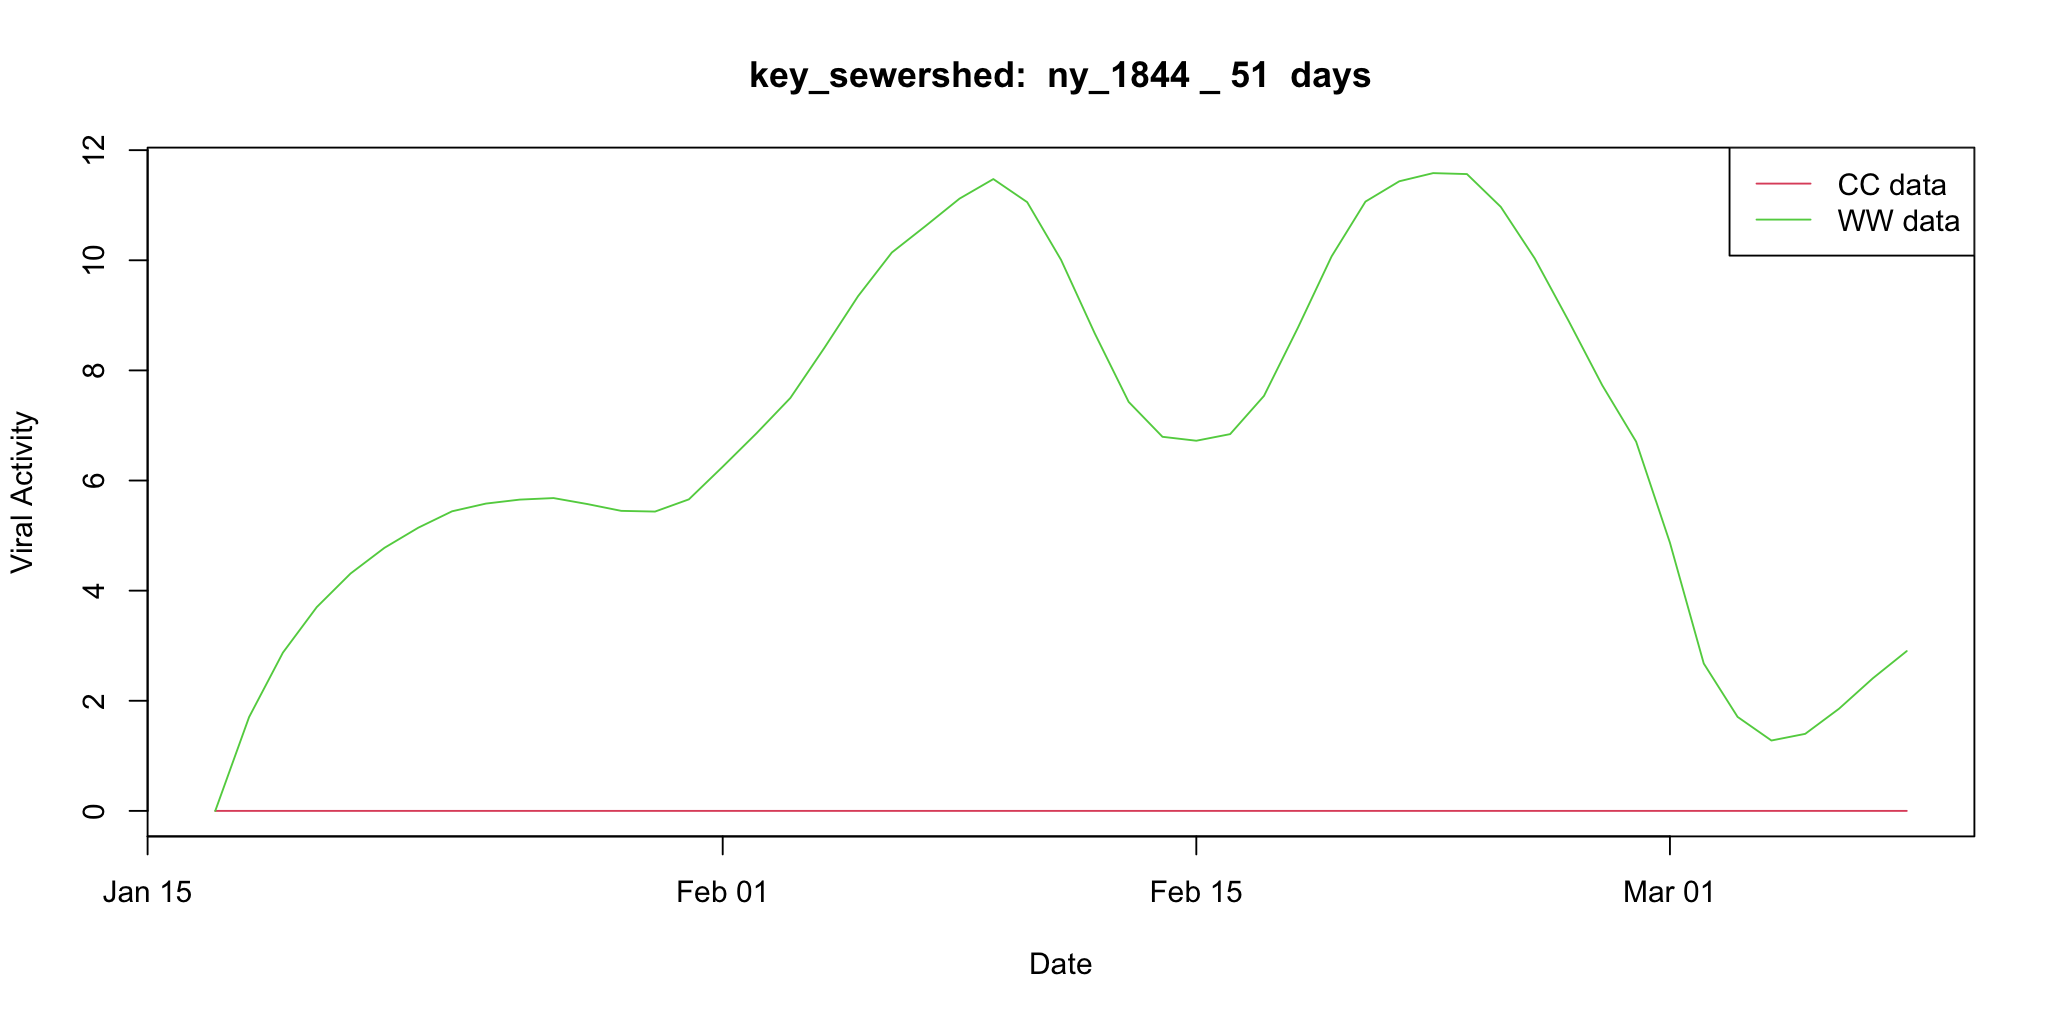 key_sewershed:  ny_1844 _ 51  days
12
10
8
6
4
2
0
Viral Activity
CC data
WW data
Jan 15
Feb 01
Feb 15
Mar 01
Date